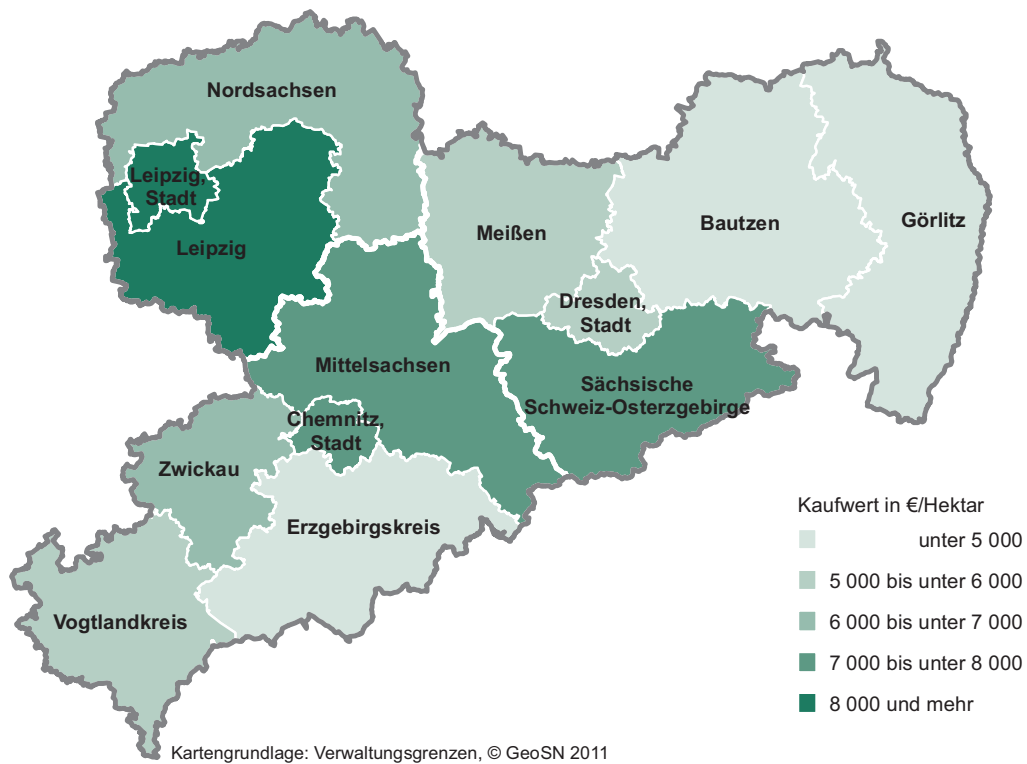 Nordsachsen
Leipzig,
Stadt
Leipzig
Meißen
Bautzen
Görlitz
Dresden,
Stadt
Mittelsachsen
Sächsische
Schweiz-Osterzgebirge
Chemnitz,
Stadt
Zwickau
Erzgebirgskreis
Vogtlandkreis
Kaufwert in €/Hektar
unter 5 000
5 000 bis unter 6 000
6 000 bis unter 7 000
7 000 bis unter 8 000
8 000 und mehr
Kartengrundlage: Verwaltungsgrenzen, © GeoSN 2011